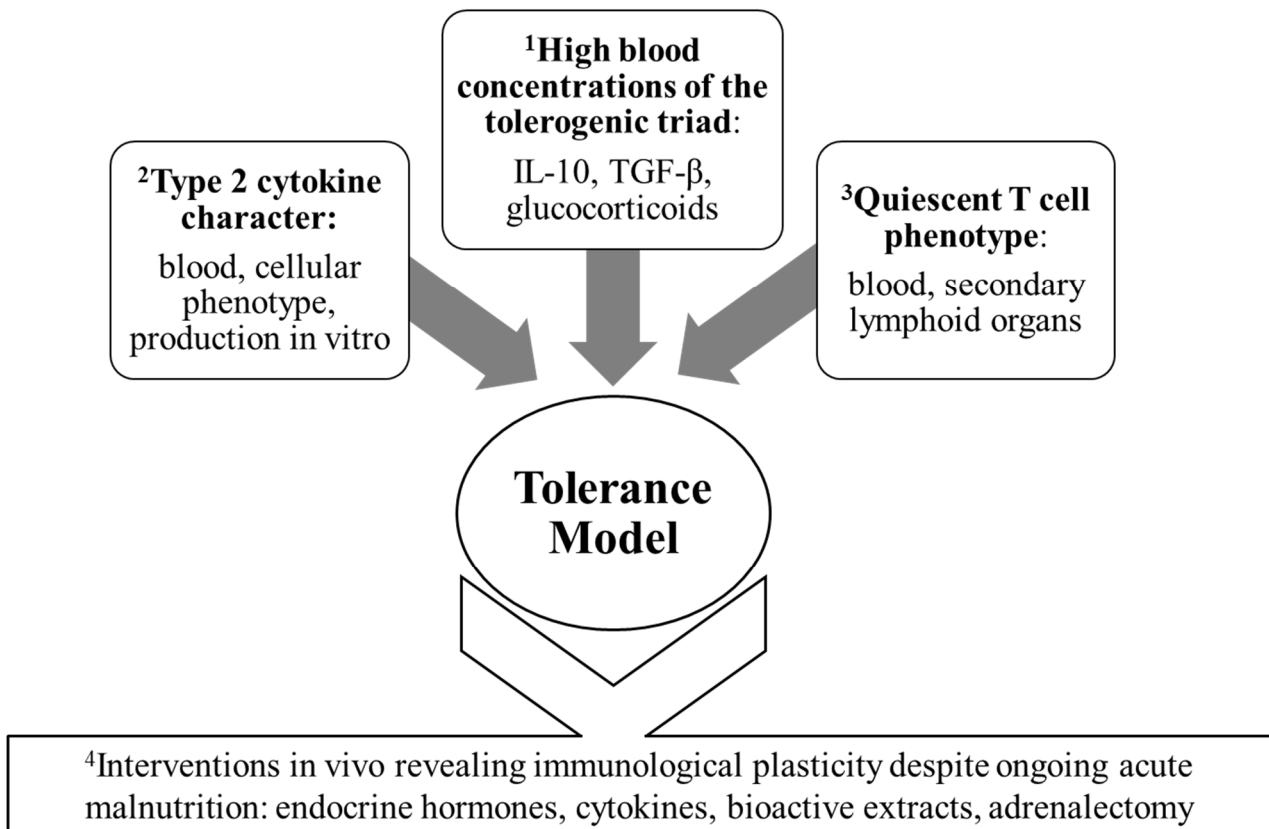 ¹High blood
concentrations of the
tolerogenic triad:
IL-10, TGF-β,
glucocorticoids
²Type 2 cytokine
character:
blood, cellular
phenotype,
production in vitro
³Quiescent T cell
phenotype:
blood, secondary
lymphoid organs
Tolerance
Model
⁴Interventions in vivo revealing immunological plasticity despite ongoing acute
malnutrition: endocrine hormones, cytokines, bioactive extracts, adrenalectomy